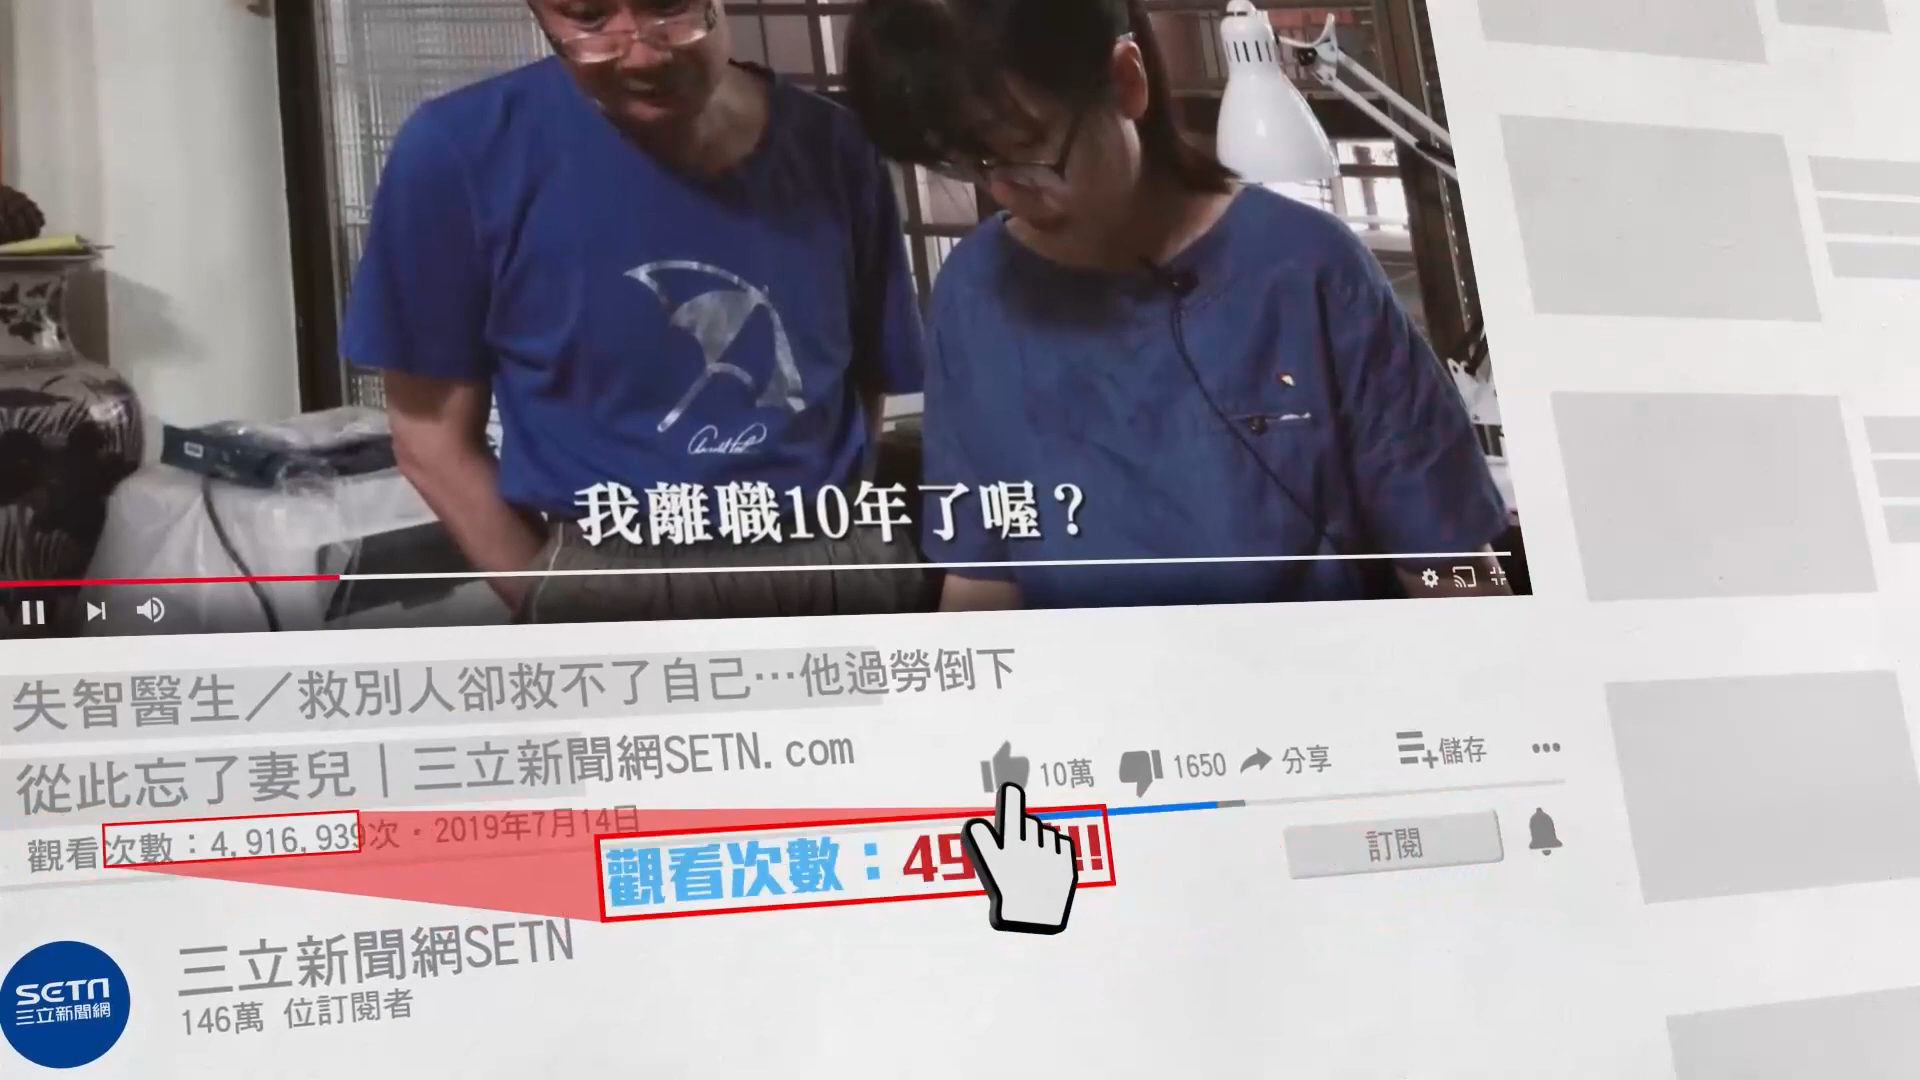 我離職10年了喔？
失智醫生／救別人卻救不了自己…他過勞倒下
從此忘了妻兒｜三立新聞網SETN.com
10萬
1650
分享
儲存
觀看次數：4,916,939次・2019年7月14日
觀看次數：
訂閱
三立新聞網SETN
146萬 位訂閱者
SETN
三立新聞網